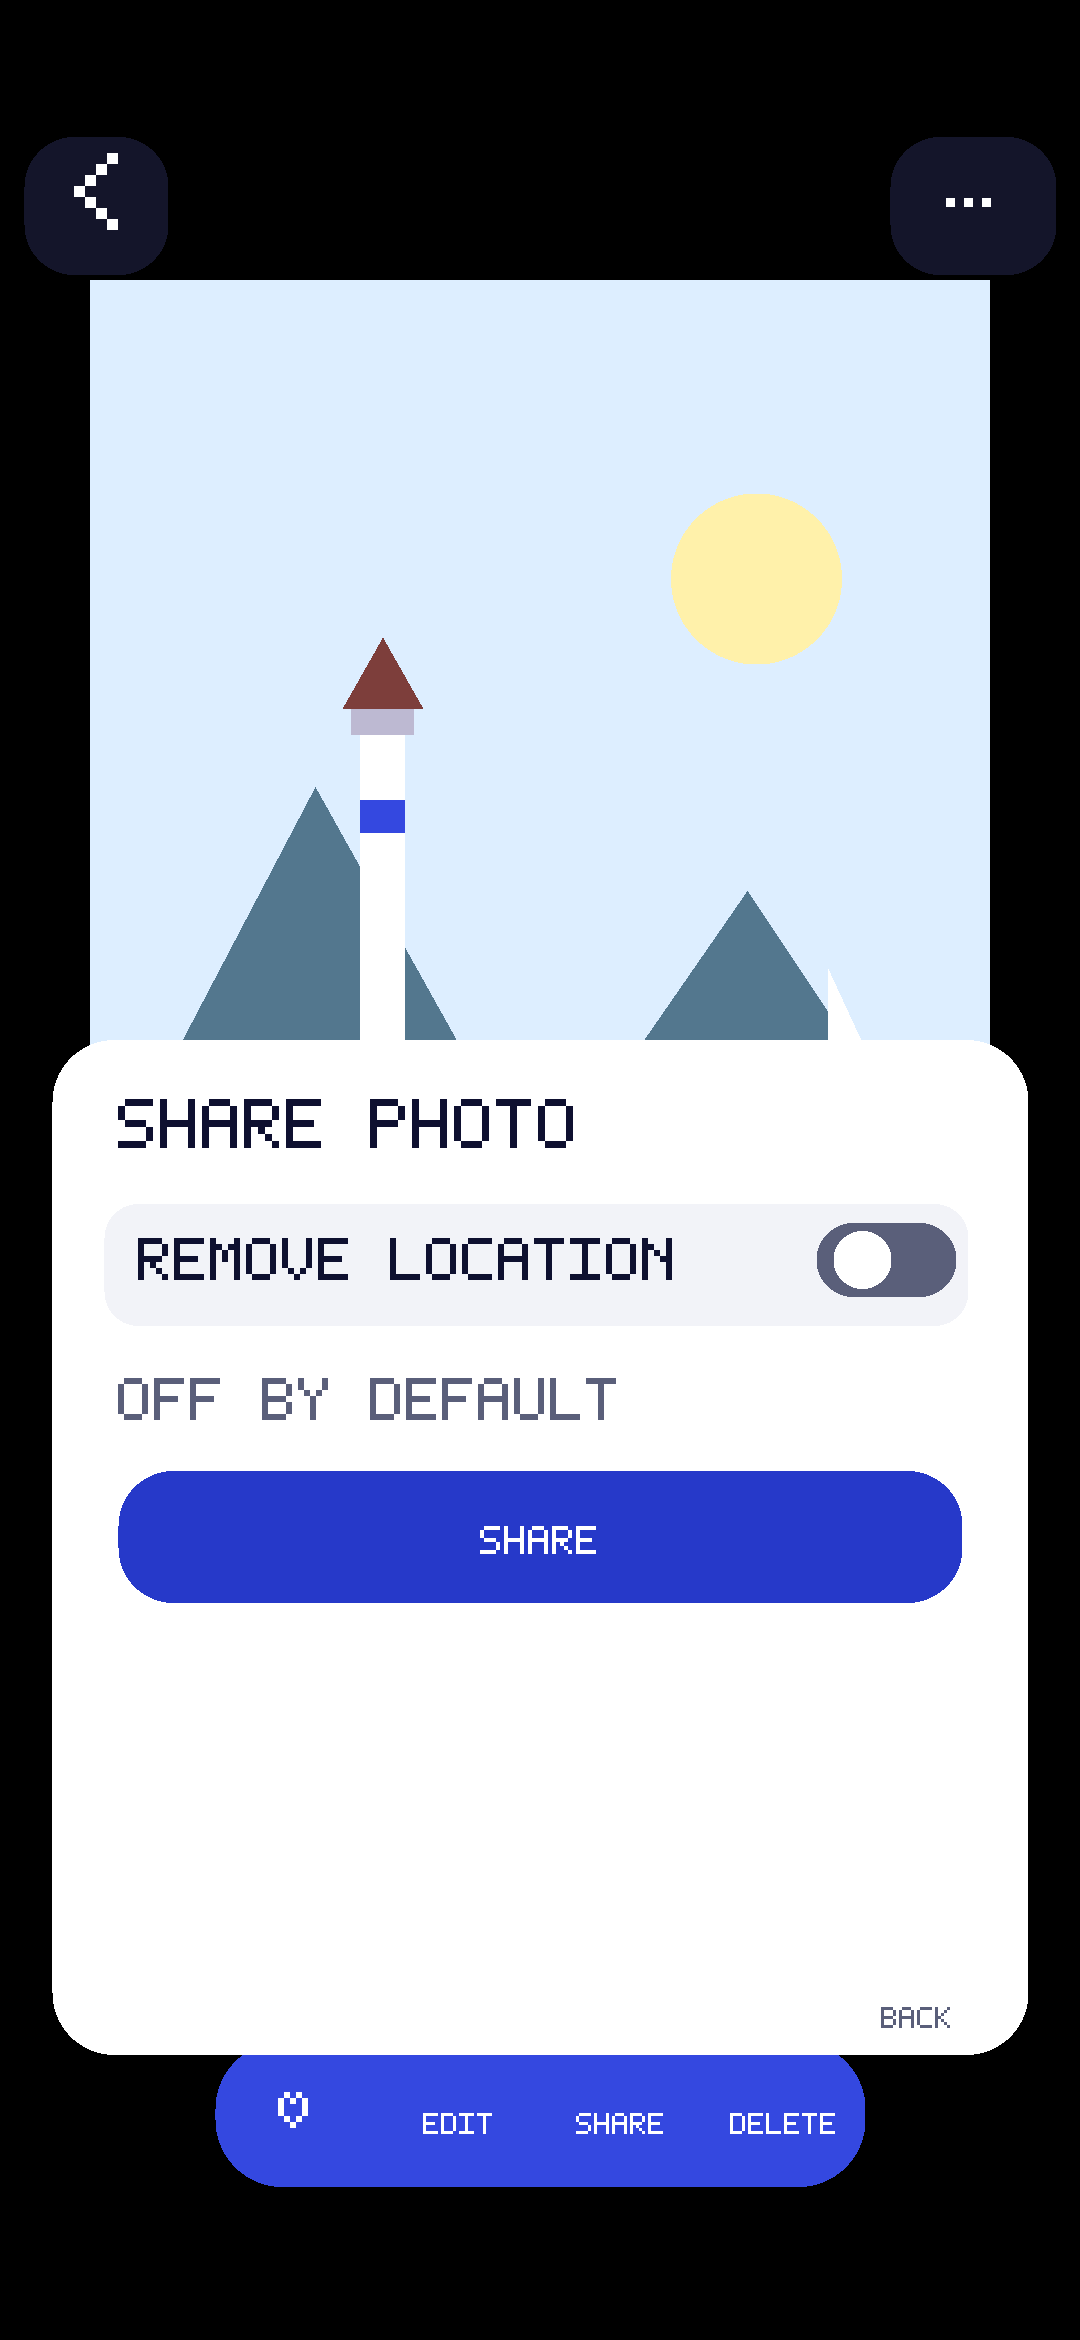 ...
SHARE PHOTO
REMOVE LOCATION
OFF BY DEFAULT
SHARE
BACK
EDIT SHARE DELETE